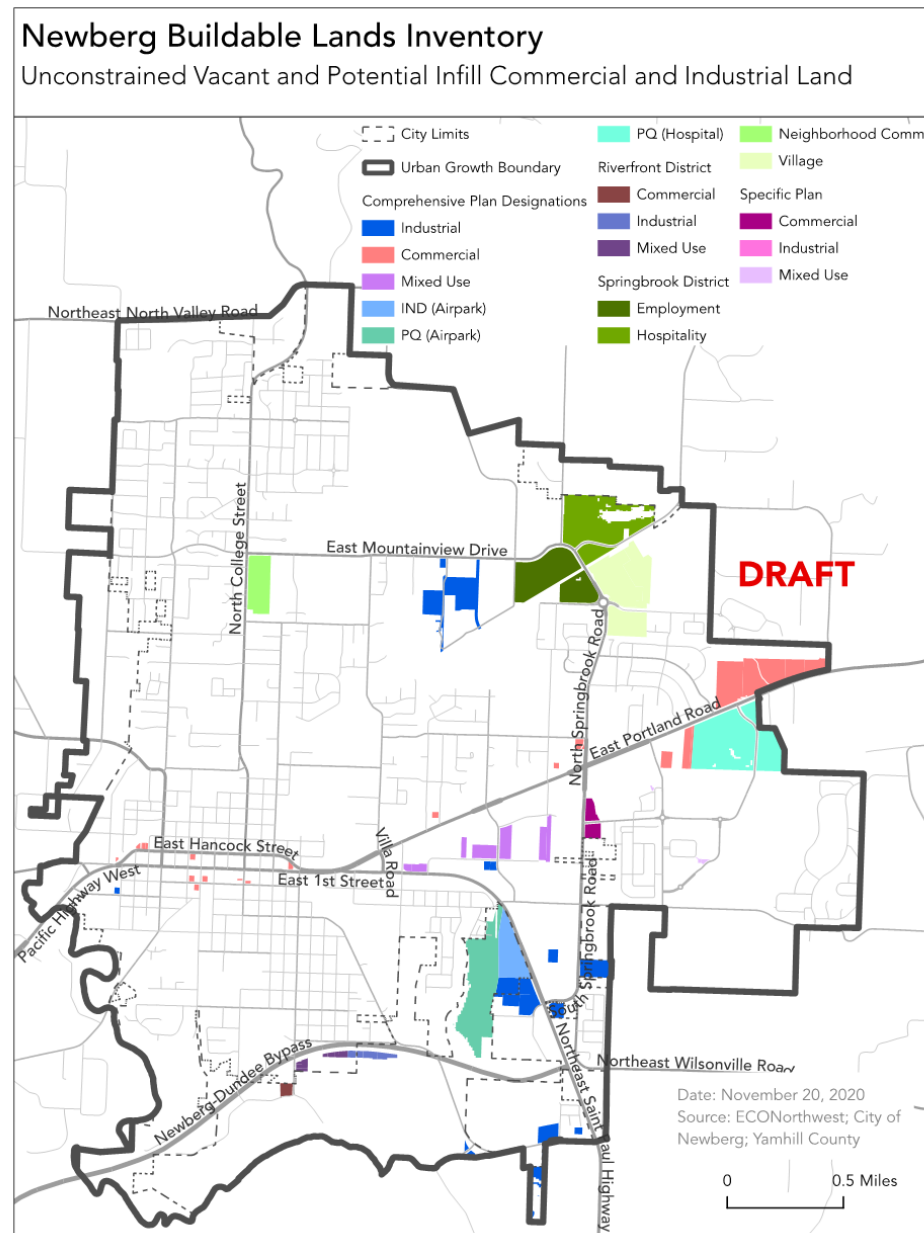 Newberg Buildable Lands Inventory
Unconstrained Vacant and Potential Infill Commercial and Industrial Land
City Limits
Urban Growth Boundary
Comprehensive Plan Designations
Industrial
Commercial
Mixed Use
IND (Airpark)
PQ (Airpark)
PQ (Hospital)
Riverfront District
Commercial
Industrial
Mixed Use
Springbrook District
Employment
Hospitality
Neighborhood Comm
Village
Specific Plan
Commercial
Industrial
Mixed Use
Northeast North Valley Road
North College Street
East Mountainview Drive
DRAFT
North Springbrook Road
East Portland Road
East Hancock Street
Villa Road
East 1st Street
Pacific Highway West
South Springbrook Road
Newberg-Dundee Bypass
Northeast Wilsonville Road
Northeast Saint Paul Highway
Date: November 20, 2020
Source: ECONorthwest; City of
Newberg; Yamhill County
0 0.5 Miles